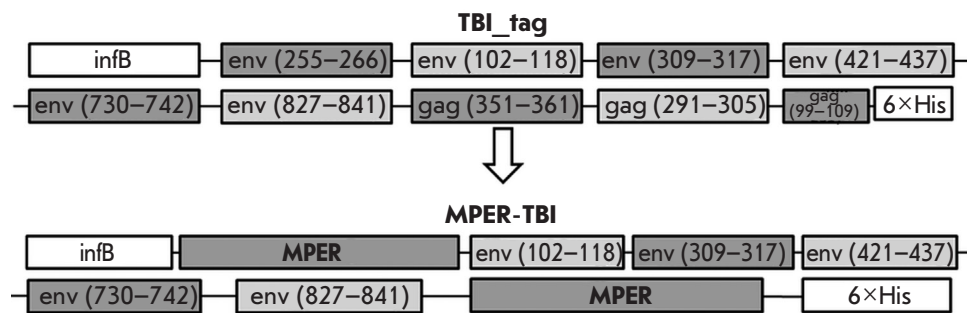 TBI_tag
infB env (255–266) env (102–118) env (309–317) env (421–437)
env (730–742) env (827–841) gag (351–361) gag (291–305) gag (99–109) 6×His
MPER-TBI
infB MPER env (102–118) env (309–317) env (421–437)
env (730–742) env (827–841) MPER 6×His